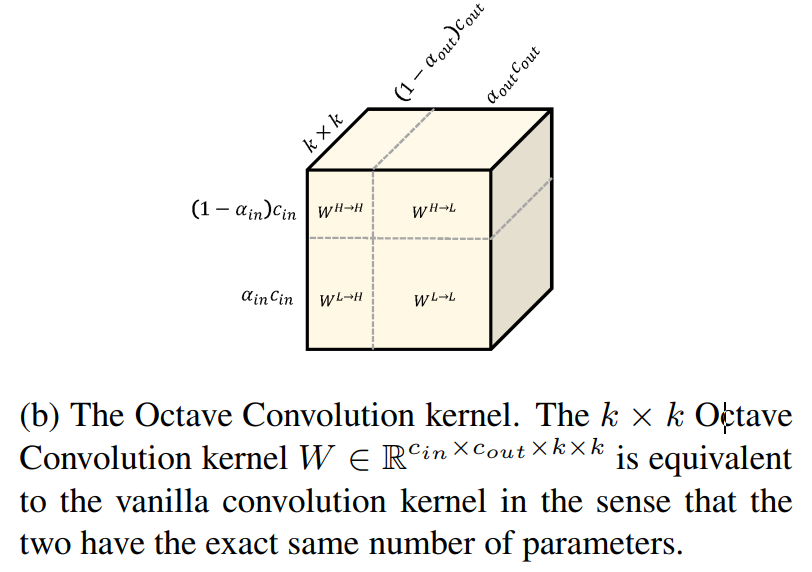 (1 − α_out)c_out
α_out c_out
k × k
(1 − α_in)c_in
W^{H→H}
W^{H→L}
α_in c_in
W^{L→H}
W^{L→L}
(b) The Octave Convolution kernel. The k × k Octave
Convolution kernel W ∈ ℝ^{c_in × c_out × k × k} is equivalent
to the vanilla convolution kernel in the sense that the
two have the exact same number of parameters.